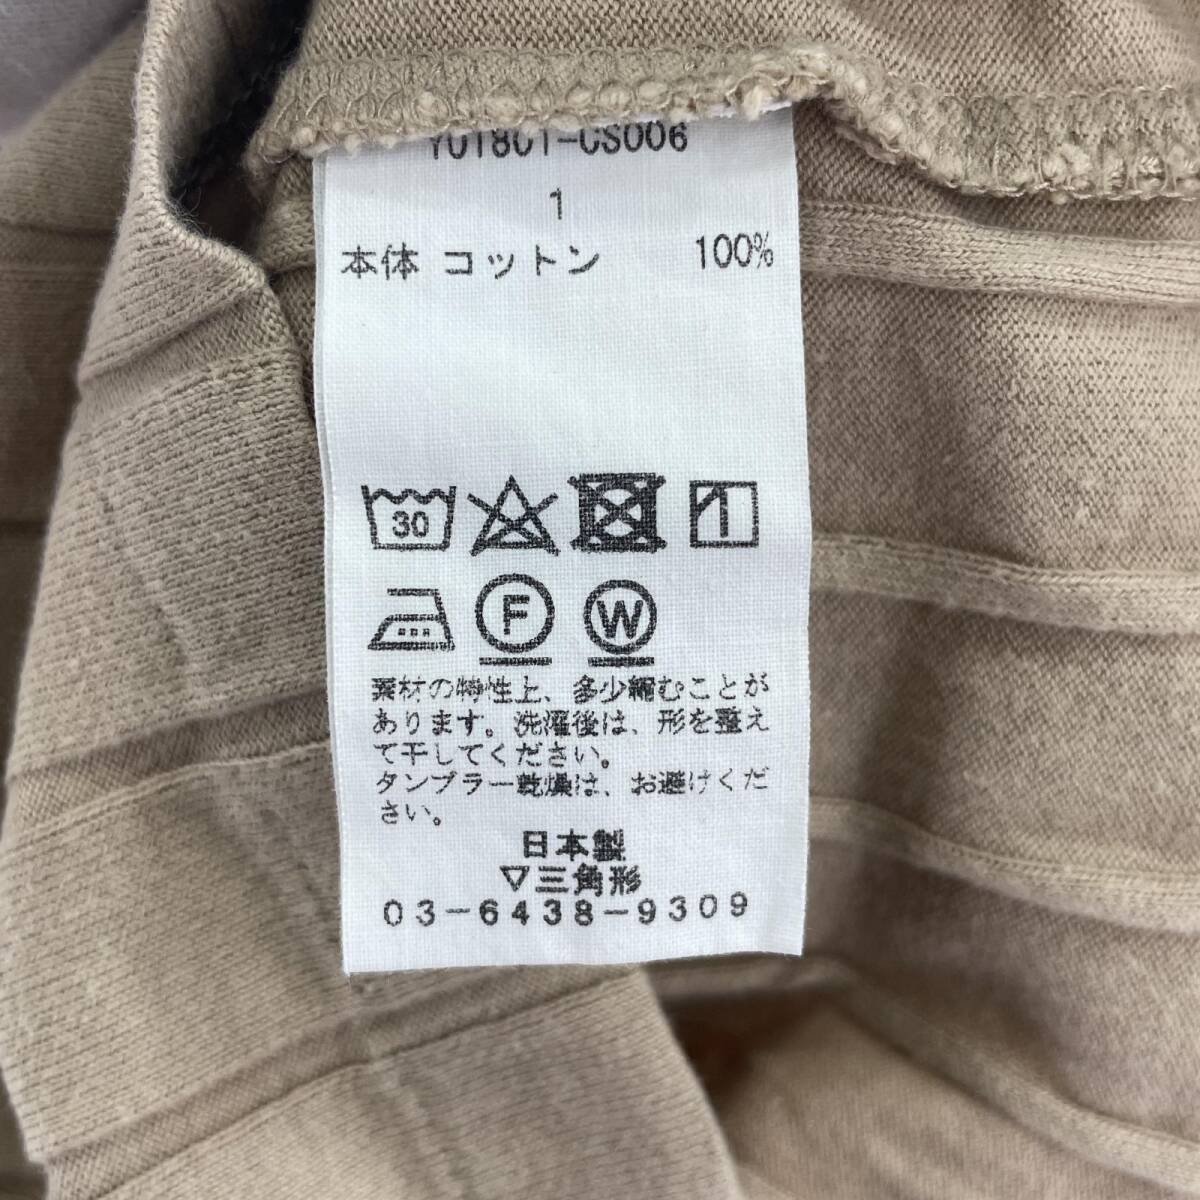 Y01801-CS006
1
本体 コットン 100%
30
F W
素材の特性上、多少縮むことが
あります。洗濯後は、形を整え
て干してください。
タンブラー乾燥は、お避けくだ
さい。
日本製
▽三角形
03-6438-9309